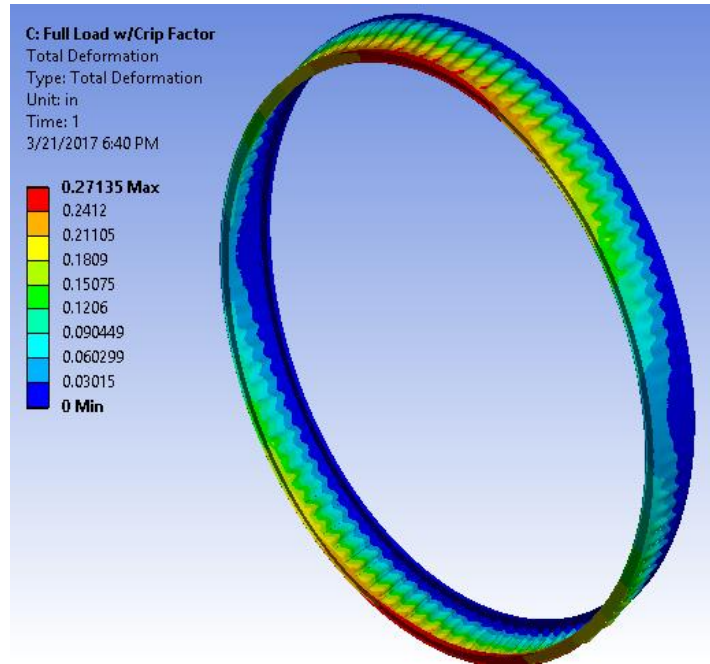 C: Full Load w/Crip Factor
Total Deformation
Type: Total Deformation
Unit: in
Time: 1
3/21/2017 6:40 PM
0.27135 Max
0.2412
0.21105
0.1809
0.15075
0.1206
0.090449
0.060299
0.03015
0 Min